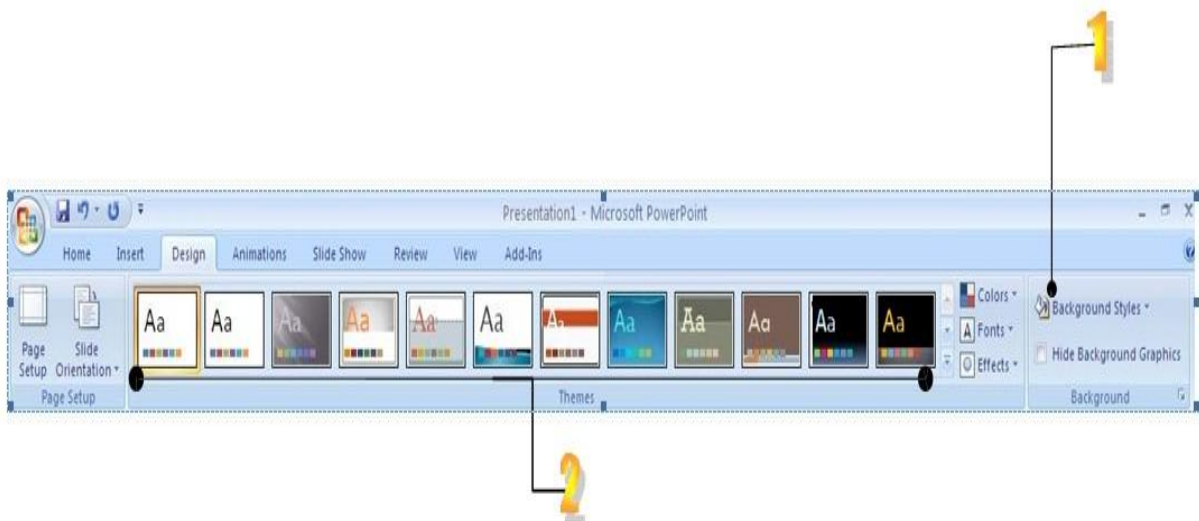 1
Presentation1 - Microsoft PowerPoint
Home Insert Design Animations Slide Show Review View Add-Ins
Page Setup
Slide Orientation
Page Setup
Aa Aa Aa Aa Aa Aa Aa Aa Aa Aa Aa Aa
Themes
Colors
Fonts
Effects
Background Styles
Hide Background Graphics
Background
2